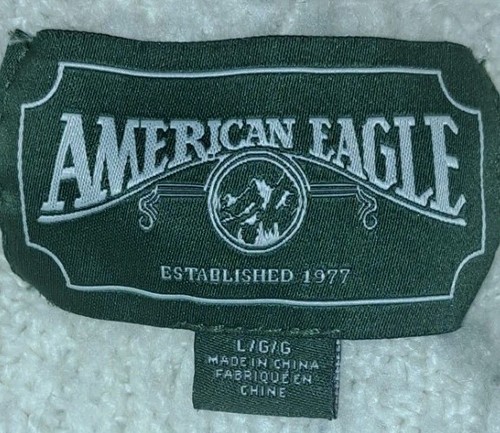 AMERICAN EAGLE
ESTABLISHED 1977
L/G/G
MADE IN CHINA
FABRIQUE EN
CHINE